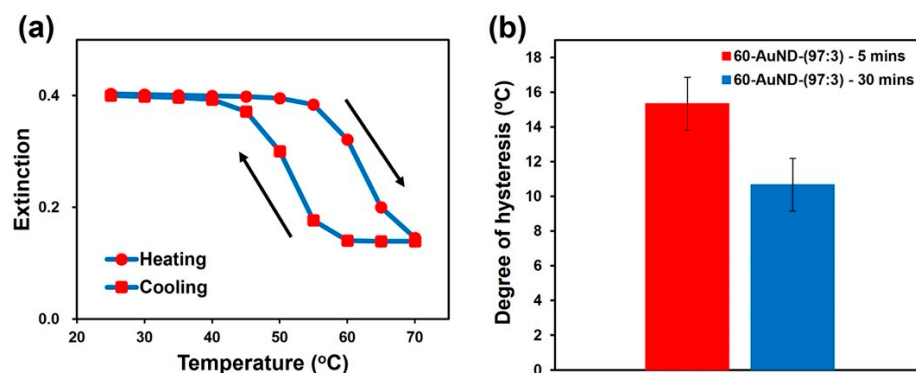 (a)
Extinction
0.4
0.2
0.0
Heating
Cooling
20 30 40 50 60 70
Temperature (ºC)
(b)
Degree of hysteresis (ºC)
18
16
14
12
10
8
6
4
2
0
60-AuND-(97:3) - 5 mins
60-AuND-(97:3) - 30 mins